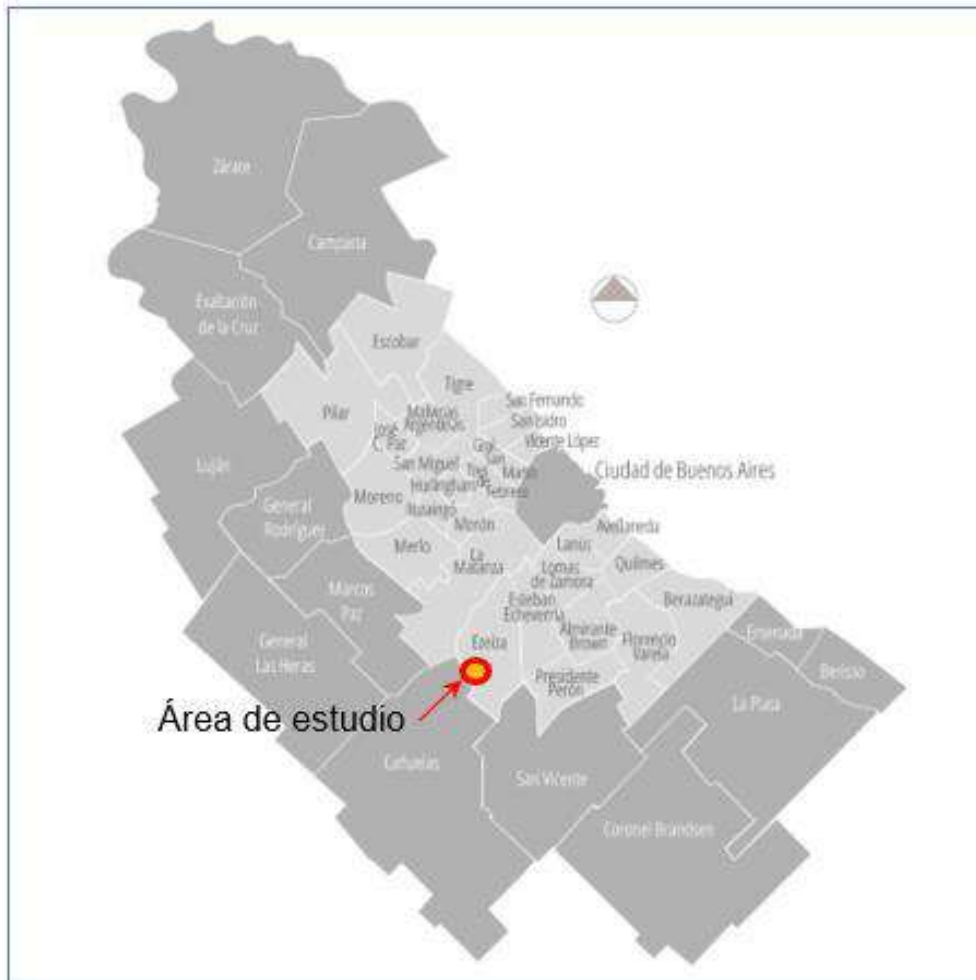 Zárate
Campana
Exaltación
de la Cruz
Escobar
Tigre
San Fernando
San Isidro
Vicente López
Pilar
Malvinas
Argentinas
José
C. Paz
Gral
San
Martín
San Miguel
Tres
de
Febrero
Ciudad de Buenos Aires
Luján
Hurlingham
Moreno
Ituzaingó
General
Rodríguez
Morón
Avellaneda
Lanús
Merlo
La
Matanza
Lomas
de Zamora
Quilmes
Marcos
Paz
Esteban
Echeverría
Berazategui
General
Las Heras
Ezeiza
Almirante
Brown
Florencio
Varela
Ensenada
Berisso
Presidente
Perón
La Plata
Área de estudio
Cañuelas
San Vicente
Coronel Brandsen